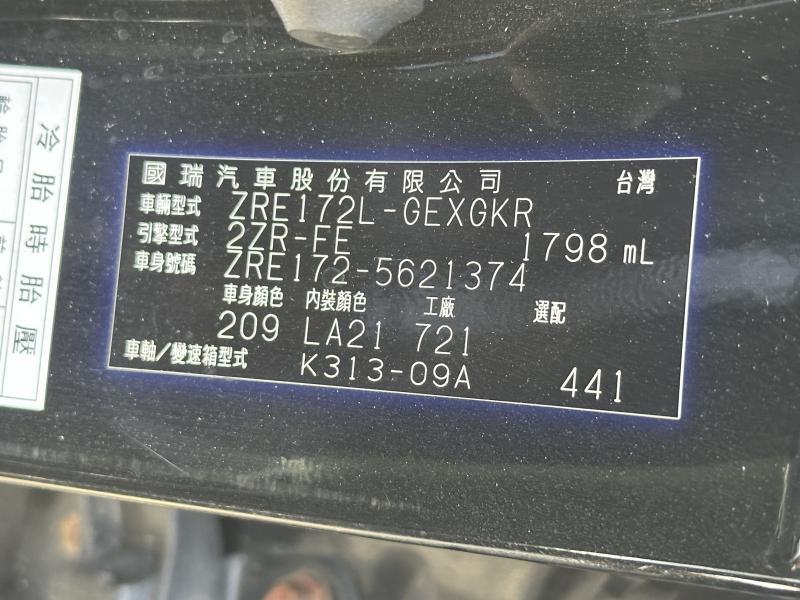 國瑞汽車股份有限公司 台灣
車輛型式 ZRE172L-GEXGKR
引擎型式 2ZR-FE 1798 mL
車身號碼 ZRE172-5621374
車身顏色 內裝顏色 工廠 選配
209 LA21 721
車軸/變速箱型式 K313-09A 441
冷胎時胎壓